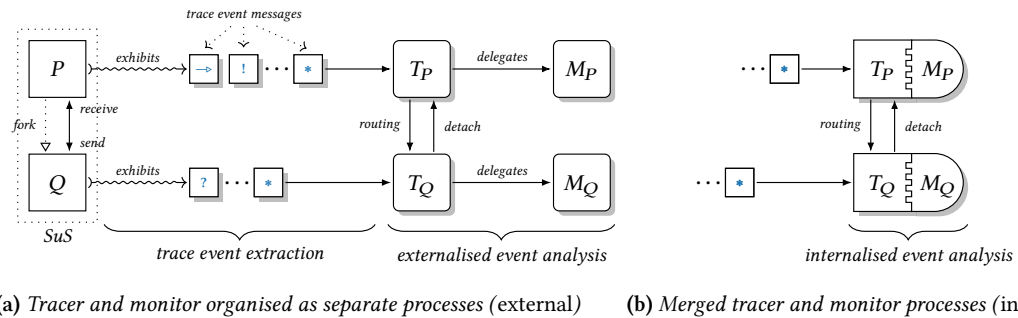 trace event messages
P exhibits ! * T_P delegates M_P
fork receive send routing detach
Q exhibits ? * T_Q delegates M_Q
SuS
trace event extraction externalised event analysis
* T_P M_P
routing detach
* T_Q M_Q
internalised event analysis
(a) Tracer and monitor organised as separate processes (external) (b) Merged tracer and monitor processes (in